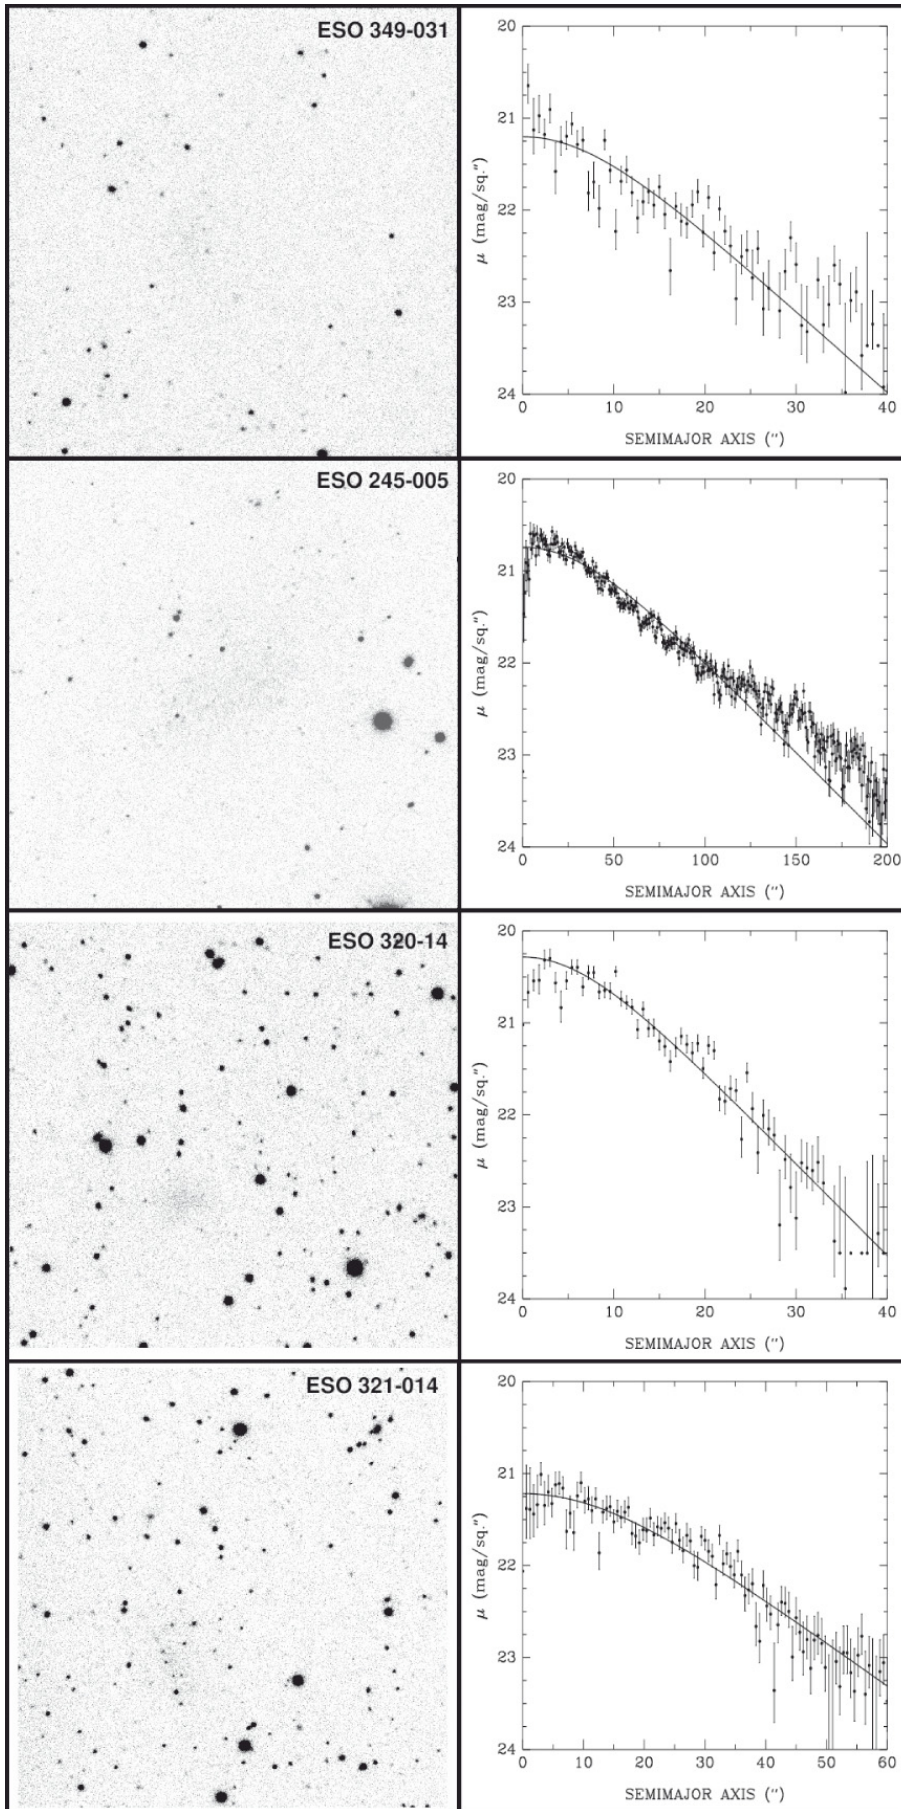 ESO 349-031
20
21
22
23
24
μ (mag/sq.")
0 10 20 30 40
SEMIMAJOR AXIS (")
ESO 245-005
20
21
22
23
24
μ (mag/sq.")
0 50 100 150 200
SEMIMAJOR AXIS (")
ESO 320-14
20
21
22
23
24
μ (mag/sq.")
0 10 20 30 40
SEMIMAJOR AXIS (")
ESO 321-014
20
21
22
23
24
μ (mag/sq.")
0 10 20 30 40 50 60
SEMIMAJOR AXIS (")